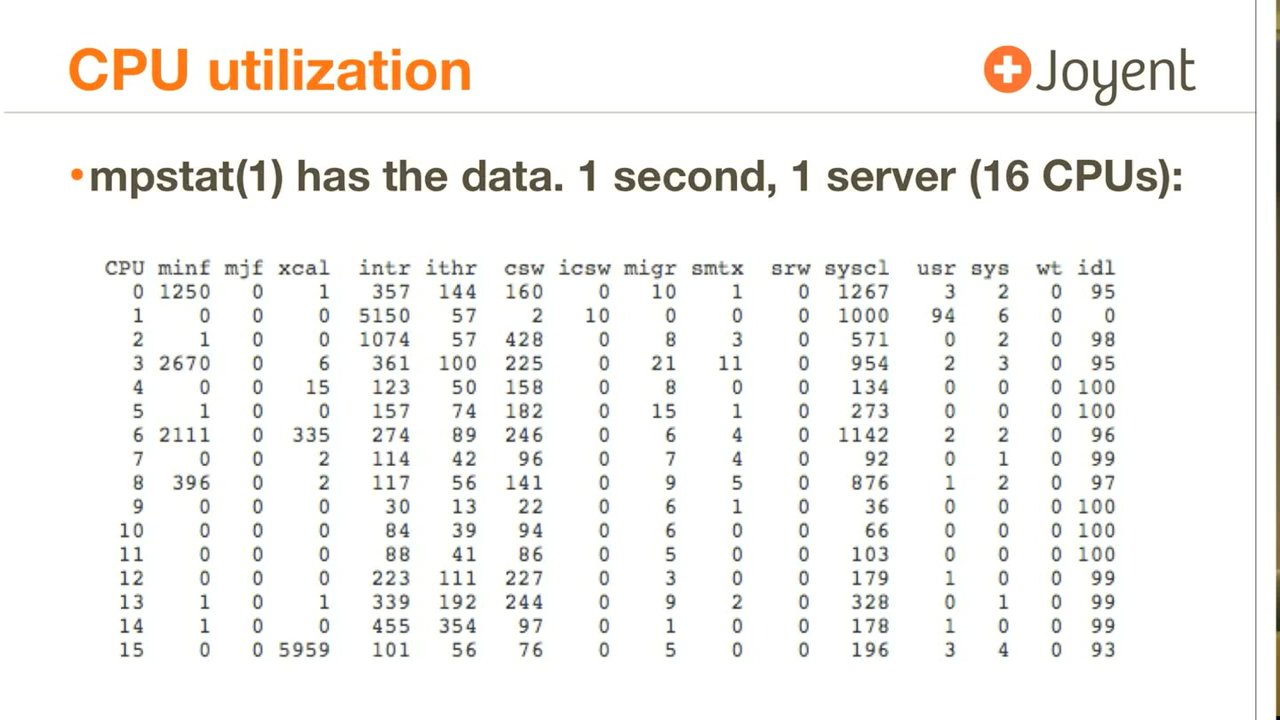 CPU utilization
Joyent
•mpstat(1) has the data. 1 second, 1 server (16 CPUs):
CPU minf mjf xcal intr ithr csw icsw migr smtx srw syscl usr sys wt idl
0 1250 0 1 357 144 160 0 10 1 0 1267 3 2 0 95
1 0 0 0 5150 57 2 10 0 0 0 1000 94 6 0 0
2 1 0 0 1074 57 428 0 8 3 0 571 0 2 0 98
3 2670 0 6 361 100 225 0 21 11 0 954 2 3 0 95
4 0 0 15 123 50 158 0 8 0 0 134 0 0 0 100
5 1 0 0 157 74 182 0 15 1 0 273 0 0 0 100
6 2111 0 335 274 89 246 0 6 4 0 1142 2 2 0 96
7 0 0 2 114 42 96 0 7 4 0 92 0 1 0 99
8 396 0 2 117 56 141 0 9 5 0 876 1 2 0 97
9 0 0 0 30 13 22 0 6 1 0 36 0 0 0 100
10 0 0 0 84 39 94 0 6 0 0 66 0 0 0 100
11 0 0 0 88 41 86 0 5 0 0 103 0 0 0 100
12 0 0 0 223 111 227 0 3 0 0 179 1 0 0 99
13 1 0 1 339 192 244 0 9 2 0 328 0 1 0 99
14 1 0 0 455 354 97 0 1 0 0 178 1 0 0 99
15 0 0 5959 101 56 76 0 5 0 0 196 3 4 0 93